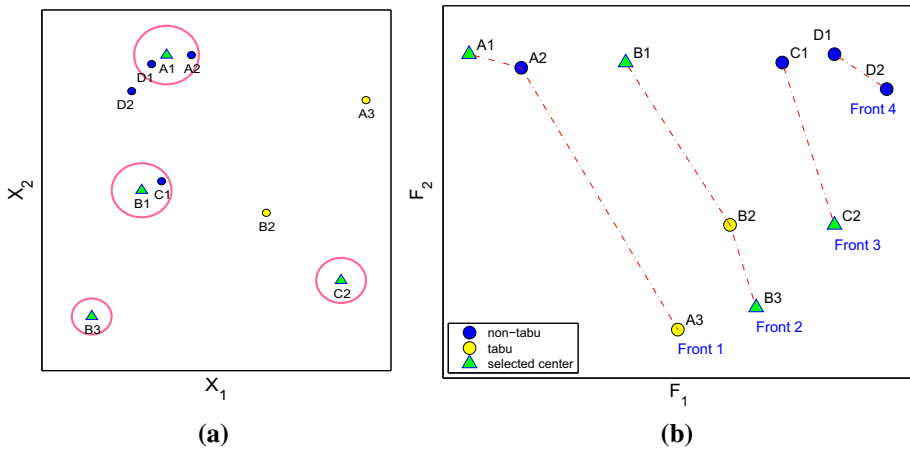 A1
A2
D1
D2
A3
B1
C1
B2
C2
B3
X2
X1
(a)
A1
A2
B1
C1
D1
D2
Front 4
B2
C2
Front 3
B3
Front 2
A3
Front 1
non-tabu
tabu
selected center
F2
F1
(b)